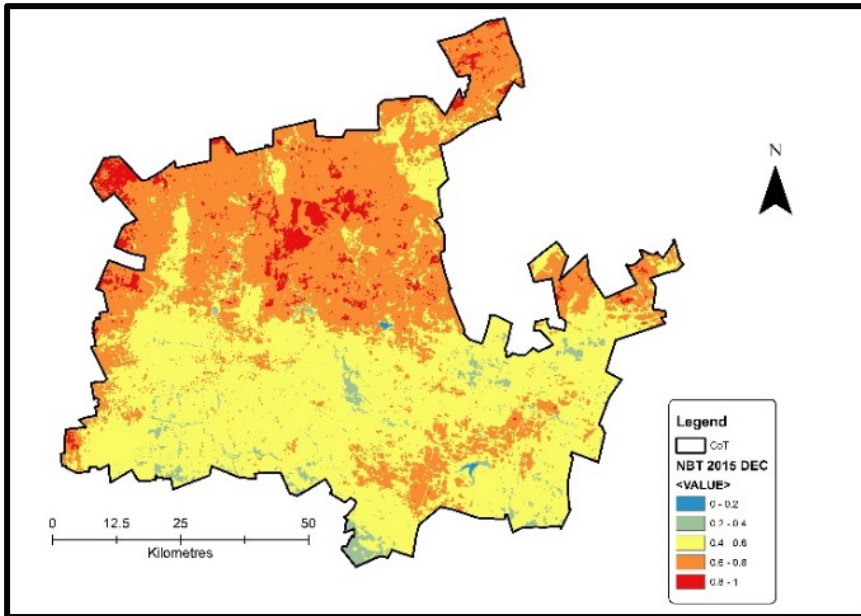 N
Legend
CoT
NBT 2015 DEC
<VALUE>
0 - 0.2
0.2 - 0.4
0.4 - 0.6
0.6 - 0.8
0.8 - 1
0 12.5 25 50
Kilometres